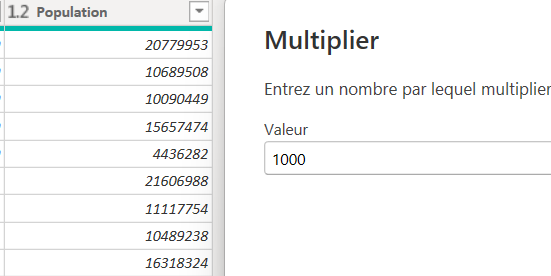 1.2 Population
20779953
10689508
10090449
15657474
4436282
21606988
11117754
10489238
16318324
Multiplier
Entrez un nombre par lequel multiplier
Valeur
1000